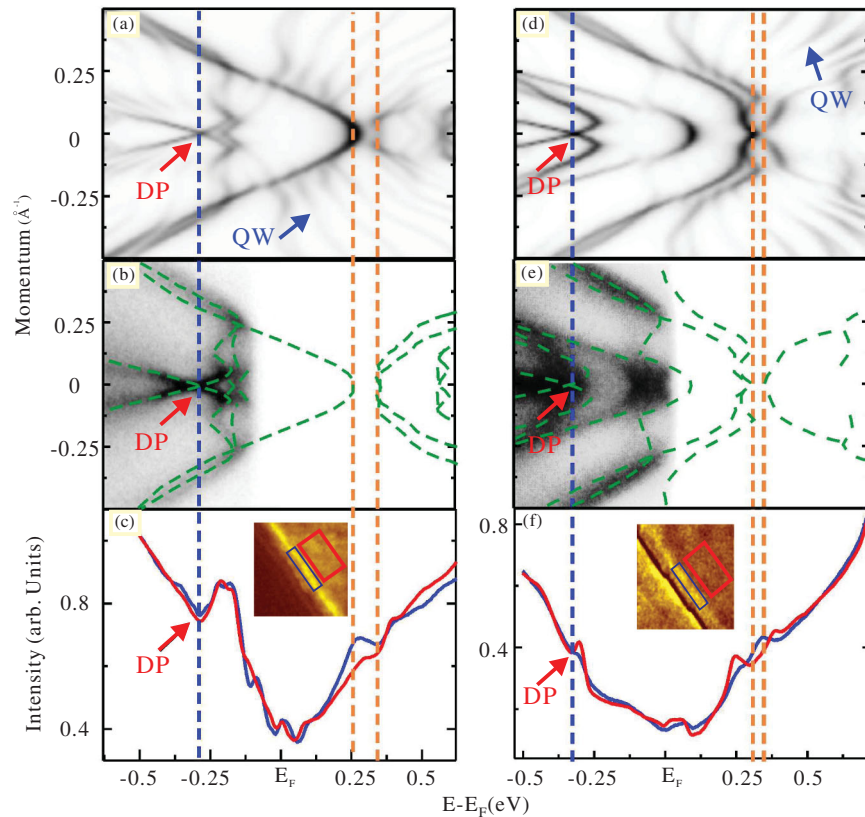 (a)
(d)
0.25
0
-0.25
DP
QW
DP
QW
Momentum (Å⁻¹)
(b)
(e)
0.25
0
-0.25
DP
DP
(c)
(f)
0.8
0.4
Intensity (arb. Units)
DP
0.8
0.4
DP
-0.5 -0.25 E_F 0.25 0.5
-0.5 -0.25 E_F 0.25 0.5
E-E_F(eV)